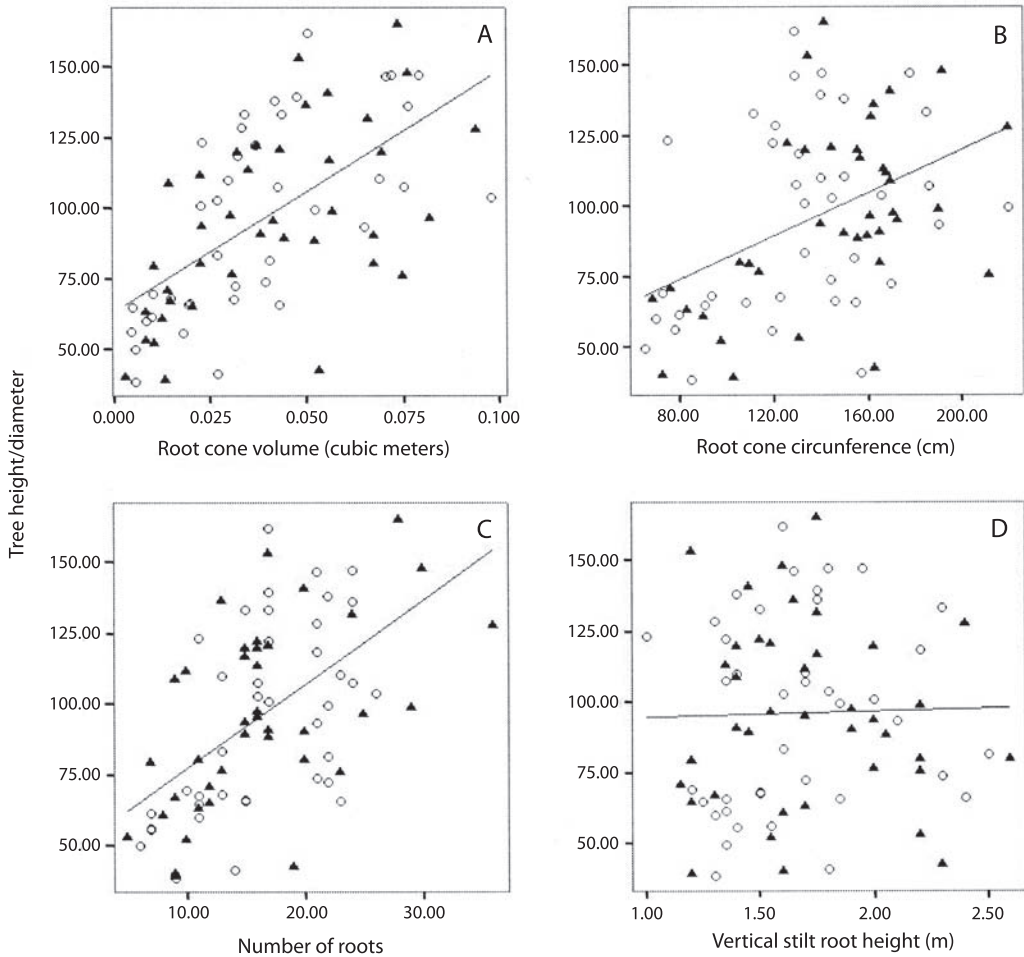 A
150.00
125.00
100.00
75.00
50.00
0.000 0.025 0.050 0.075 0.100
Root cone volume (cubic meters)
B
150.00
125.00
100.00
75.00
50.00
80.00 120.00 160.00 200.00
Root cone circunference (cm)
Tree height/diameter
C
150.00
125.00
100.00
75.00
50.00
10.00 20.00 30.00
Number of roots
D
150.00
125.00
100.00
75.00
50.00
1.00 1.50 2.00 2.50
Vertical stilt root height (m)